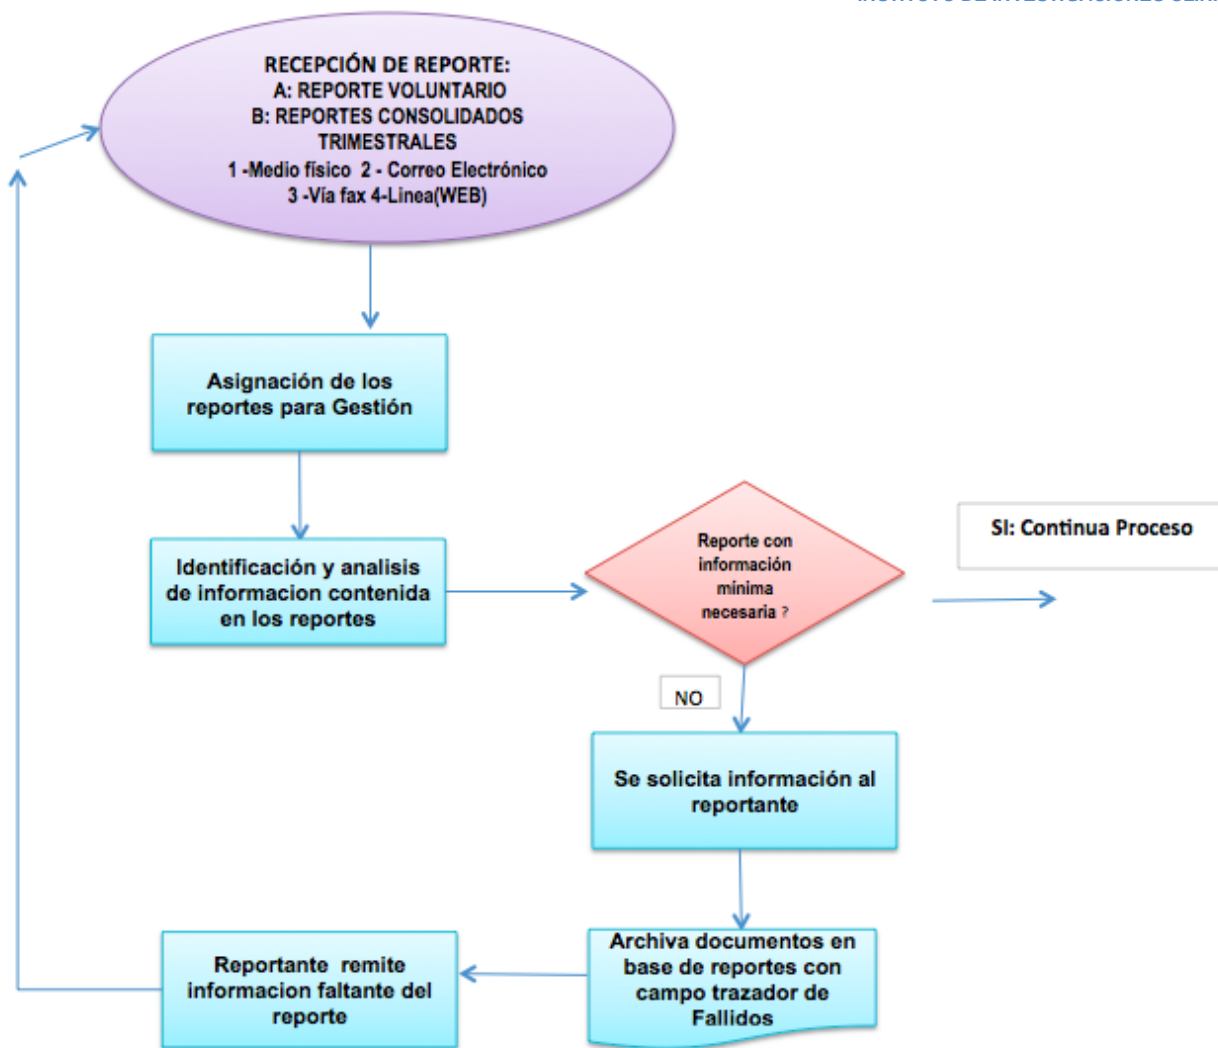 RECEPCIÓN DE REPORTE:
A: REPORTE VOLUNTARIO
B: REPORTES CONSOLIDADOS
TRIMESTRALES
1 -Medio físico 2 - Correo Electrónico
3 -Vía fax 4-Linea(WEB)
Asignación de los
reportes para Gestión
Identificación y analisis
de informacion contenida
en los reportes
Reporte con
información
mínima
necesaria ?
SI: Continua Proceso
NO
Se solicita información al
reportante
Archiva documentos en
base de reportes con
campo trazador de
Fallidos
Reportante remite
informacion faltante del
reporte